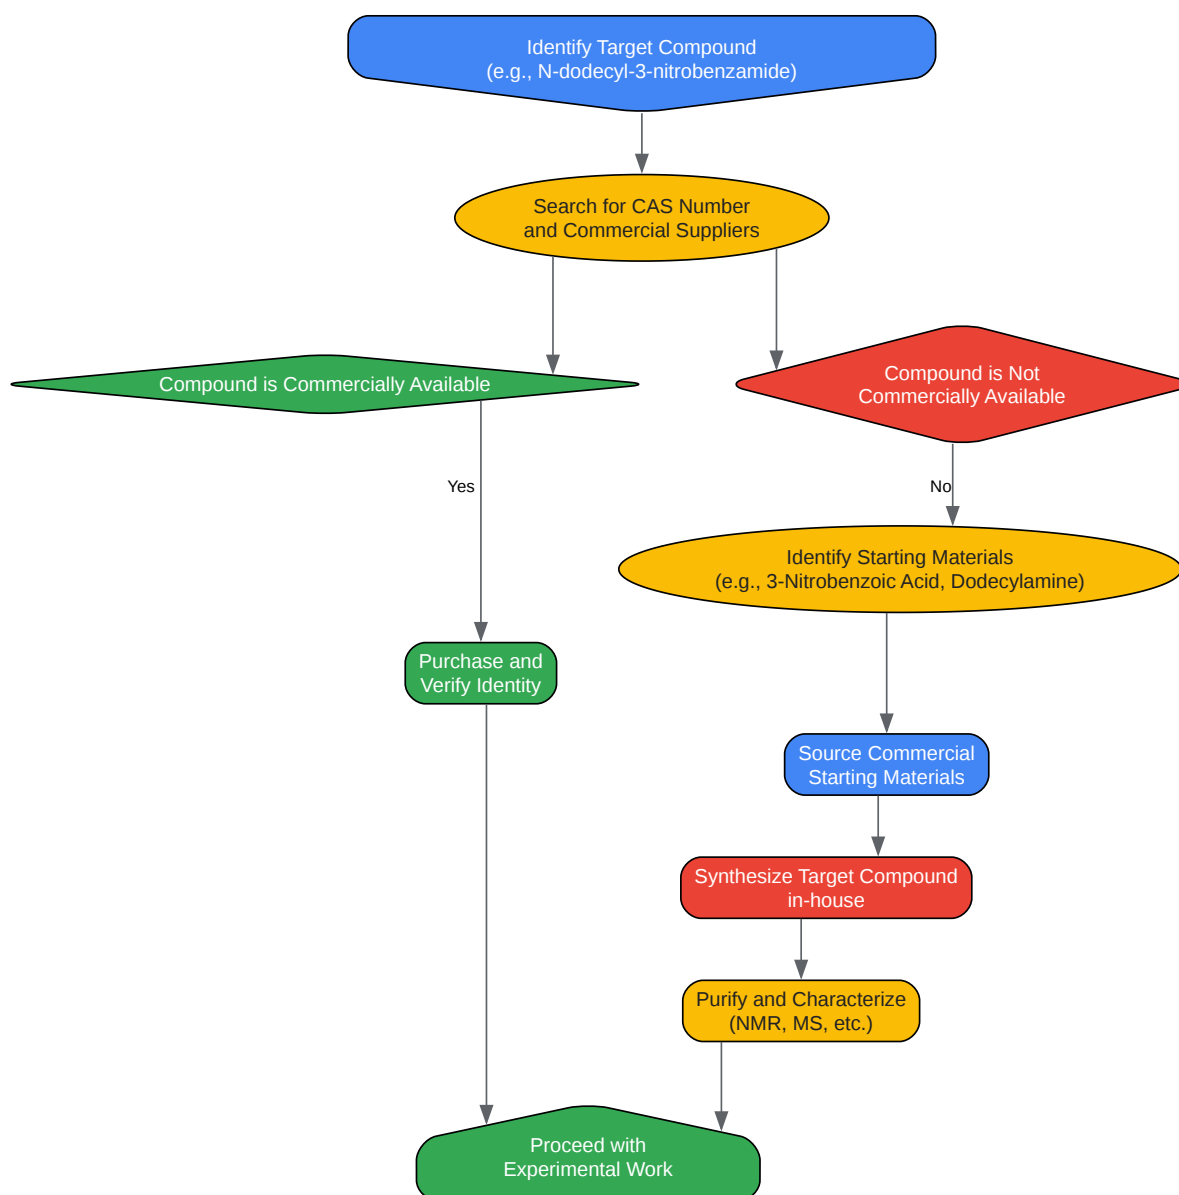 Identify Target Compound
(e.g., N-dodecyl-3-nitrobenzamide)
Search for CAS Number
and Commercial Suppliers
Compound is Commercially Available
Compound is Not
Commercially Available
Yes
No
Identify Starting Materials
(e.g., 3-Nitrobenzoic Acid, Dodecylamine)
Purchase and
Verify Identity
Source Commercial
Starting Materials
Synthesize Target Compound
in-house
Purify and Characterize
(NMR, MS, etc.)
Proceed with
Experimental Work